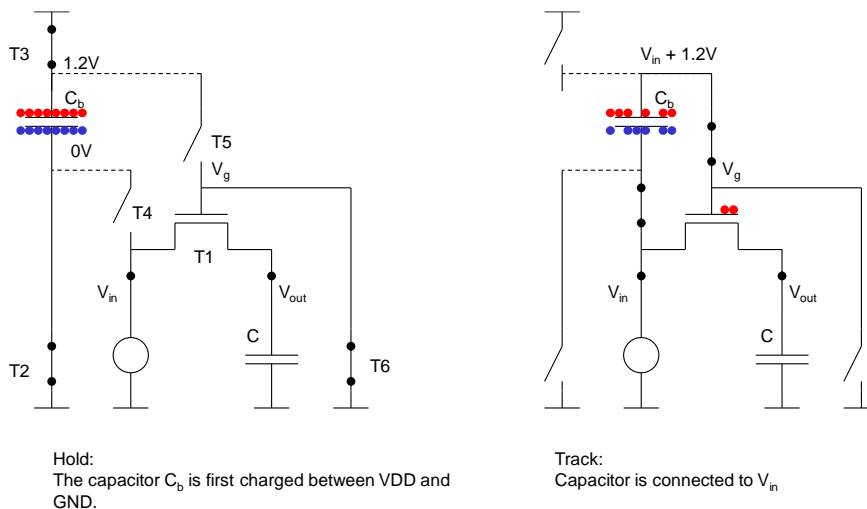 T3
1.2V
C_b
0V
T5
V_g
T4
T1
V_in
V_out
C
T2
T6
Hold:
The capacitor C_b is first charged between VDD and
GND.
V_in + 1.2V
C_b
V_g
V_in
V_out
C
Track:
Capacitor is connected to V_in